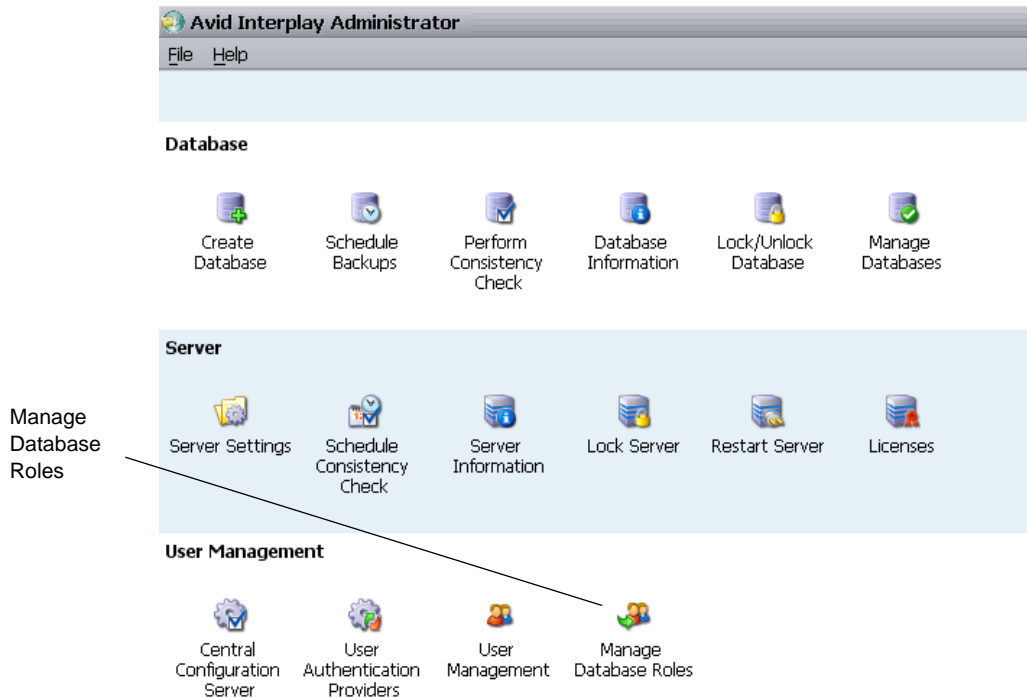 Avid Interplay Administrator
File Help
Database
Create
Database
Schedule
Backups
Perform
Consistency
Check
Database
Information
Lock/Unlock
Database
Manage
Databases
Server
Server Settings
Schedule
Consistency
Check
Server
Information
Lock Server
Restart Server
Licenses
Manage
Database
Roles
User Management
Central
Configuration
Server
User
Authentication
Providers
User
Management
Manage
Database Roles